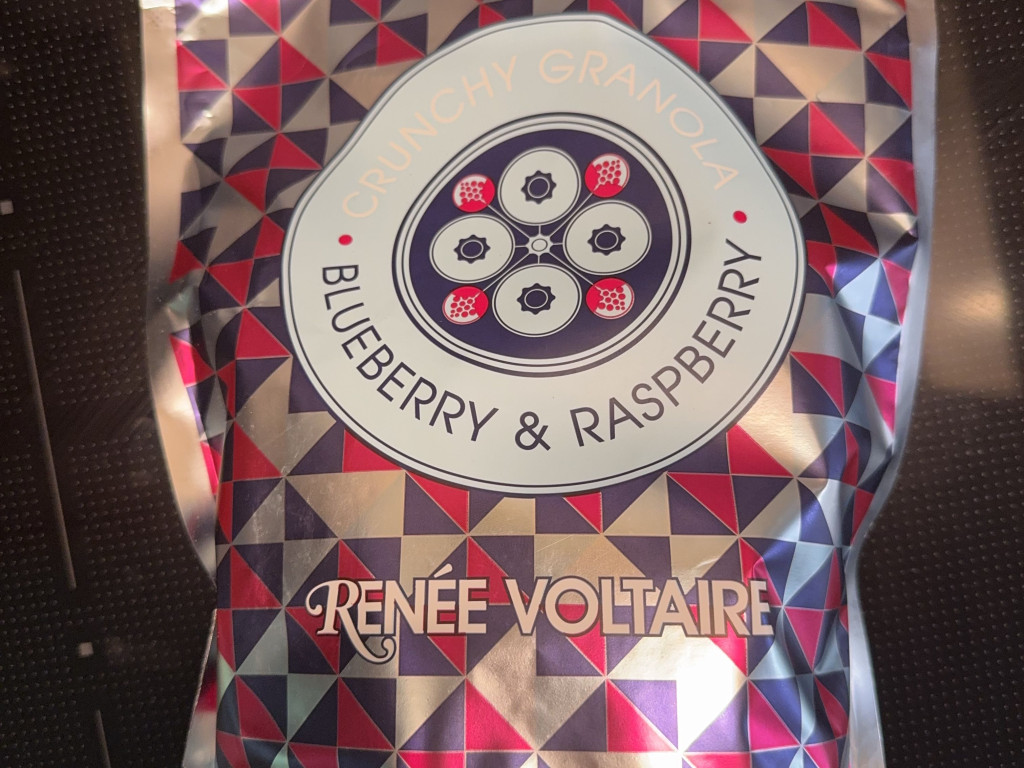 CRUNCHY GRANOLA
BLUEBERRY & RASPBERRY
RENÉE VOLTAIRE